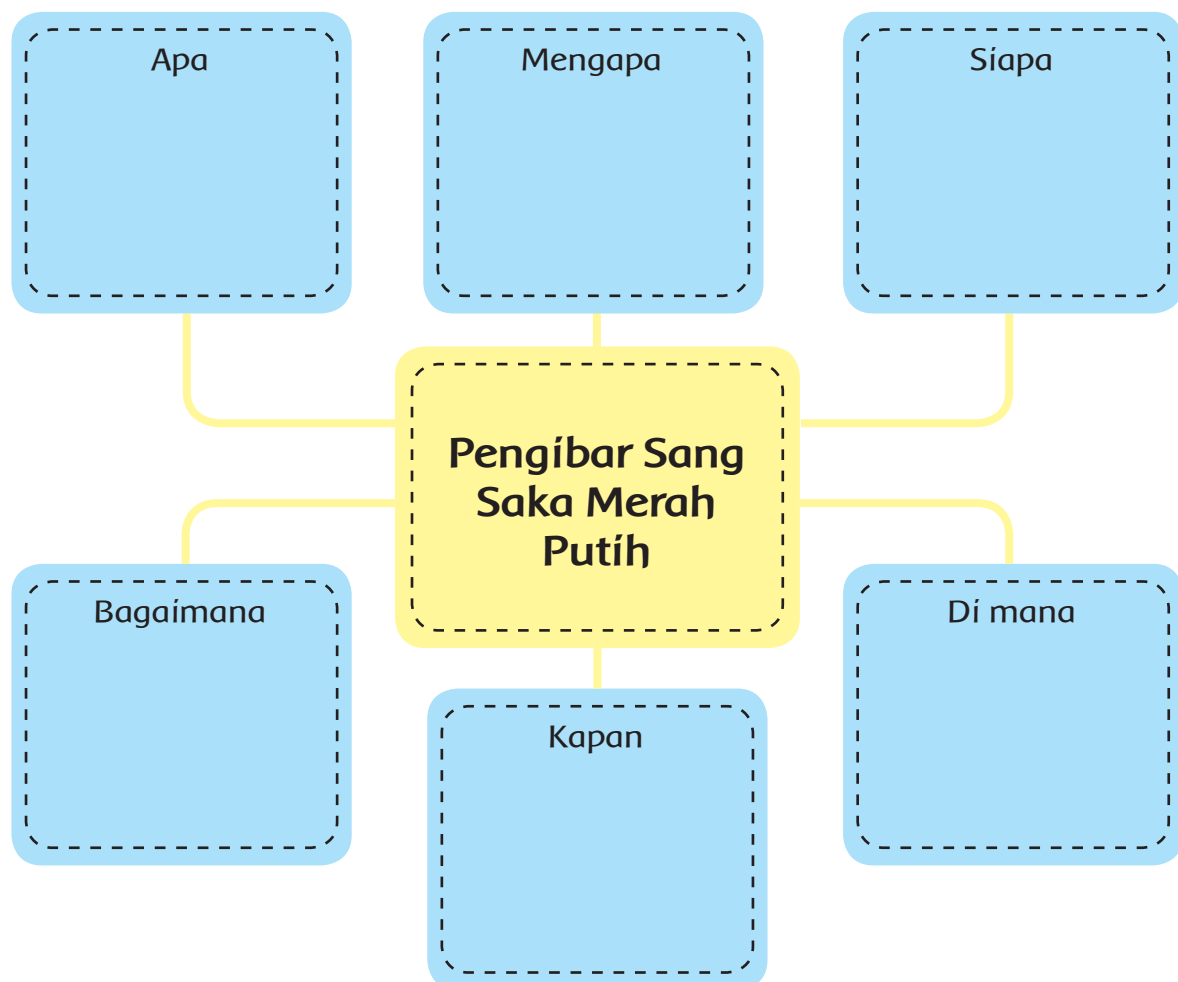 Apa
Mengapa
Siapa
Pengibar Sang
Saka Merah
Putih
Bagaimana
Di mana
Kapan